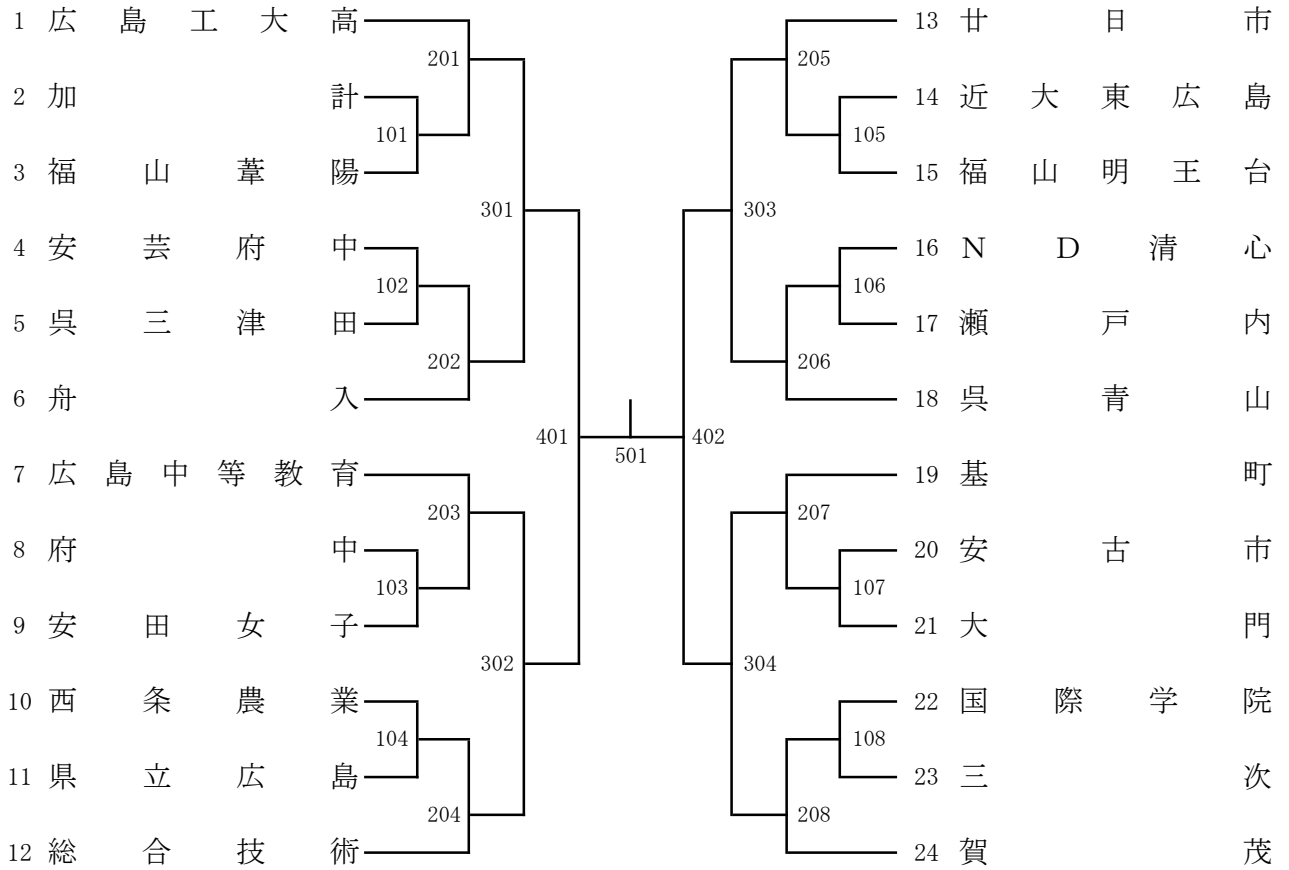 1 広島工大高
201
2 加計
101
3 福山葦陽
301
4 安芸府中
102
5 呉三津田
202
6 舟入
401
7 広島中等教育
203
8 府中
103
9 安田女子
302
10 西条農業
104
11 県立広島
204
12 総合技術
501
13 廿日市
205
14 近大東広島
105
15 福山明王台
303
16 ND清心
106
17 瀬戸内
206
18 呉青山
402
19 基町
207
20 安古市
107
21 大門
304
22 国際学院
108
23 三次
208
24 賀茂